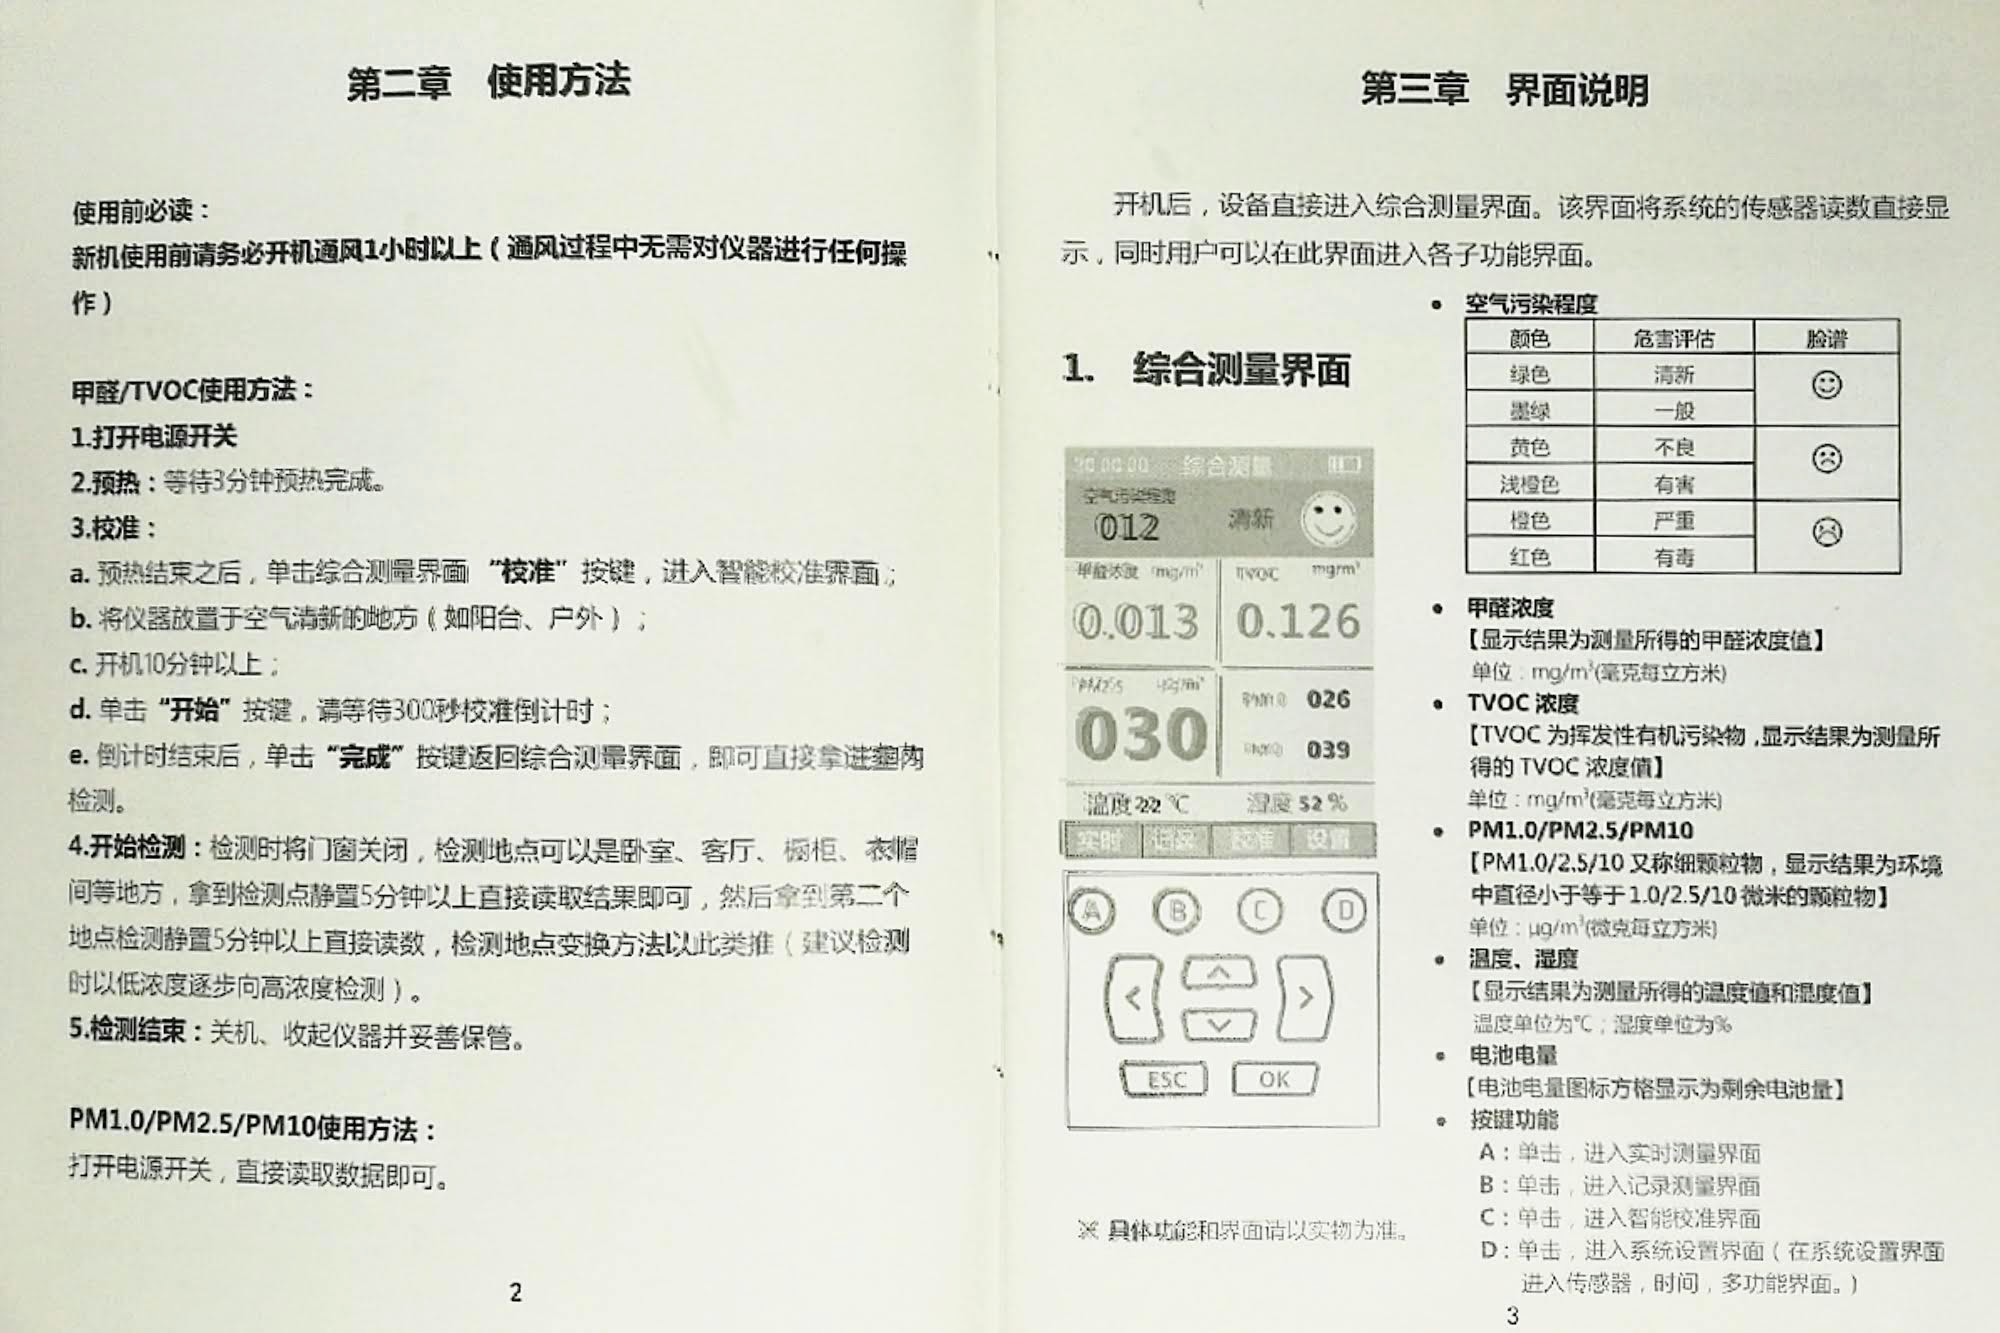 第二章 使用方法
使用前必读：
新机使用前请务必开机通风1小时以上（通风过程中无需对仪器进行任何操
作）
甲醛/TVOC使用方法：
1.打开电源开关
2.预热：等待3分钟预热完成。
3.校准：
a. 预热结束之后，单击综合测量界面“校准”按键，进入智能校准界面；
b. 将仪器放置于空气清新的地方（如阳台、户外）；
c. 开机10分钟以上；
d. 单击“开始”按键，请等待300秒校准倒计时；
e. 倒计时结束后，单击“完成”按键返回综合测量界面，即可直接拿进室内
检测。
4.开始检测：检测时将门窗关闭，检测地点可以是卧室、客厅、橱柜、衣帽
间等地方，拿到检测点静置5分钟以上直接读取结果即可，然后拿到第二个
地点检测静置5分钟以上直接读数，检测地点变换方法以此类推（建议检测
时以低浓度逐步向高浓度检测）。
5.检测结束：关机、收起仪器并妥善保管。
PM1.0/PM2.5/PM10使用方法：
打开电源开关，直接读取数据即可。
2
第三章 界面说明
开机后，设备直接进入综合测量界面。该界面将系统的传感器读数直接显
示，同时用户可以在此界面进入各子功能界面。
1. 综合测量界面
综合测量
空气污染程度
012 清新
甲醛浓度 mg/m³ TVOC mg/m³
0.013 0.126
PM2.5 ug/m³
030
PM1.0 026
039
温度 22 ℃ 湿度 52 %
实时 记录 校准 设置
A B C D
< ^ >
ESC OK
※ 具体功能和界面请以实物为准。
• 空气污染程度
颜色 危害评估 脸谱
绿色 清新
墨绿 一般
黄色 不良
浅橙色 有害
橙色 严重
红色 有毒
• 甲醛浓度
【显示结果为测量所得的甲醛浓度值】
单位：mg/m³(毫克每立方米)
• TVOC 浓度
【TVOC 为挥发性有机污染物，显示结果为测量所
得的 TVOC 浓度值】
单位：mg/m³(毫克每立方米)
• PM1.0/PM2.5/PM10
【PM1.0/2.5/10 又称细颗粒物，显示结果为环境
中直径小于等于 1.0/2.5/10 微米的颗粒物】
单位：μg/m³(微克每立方米)
• 温度、湿度
【显示结果为测量所得的温度值和湿度值】
温度单位为℃；湿度单位为%
• 电池电量
【电池电量图标方格显示为剩余电池量】
• 按键功能
A：单击，进入实时测量界面
B：单击，进入记录测量界面
C：单击，进入智能校准界面
D：单击，进入系统设置界面（在系统设置界面
进入传感器，时间，多功能界面。）
3